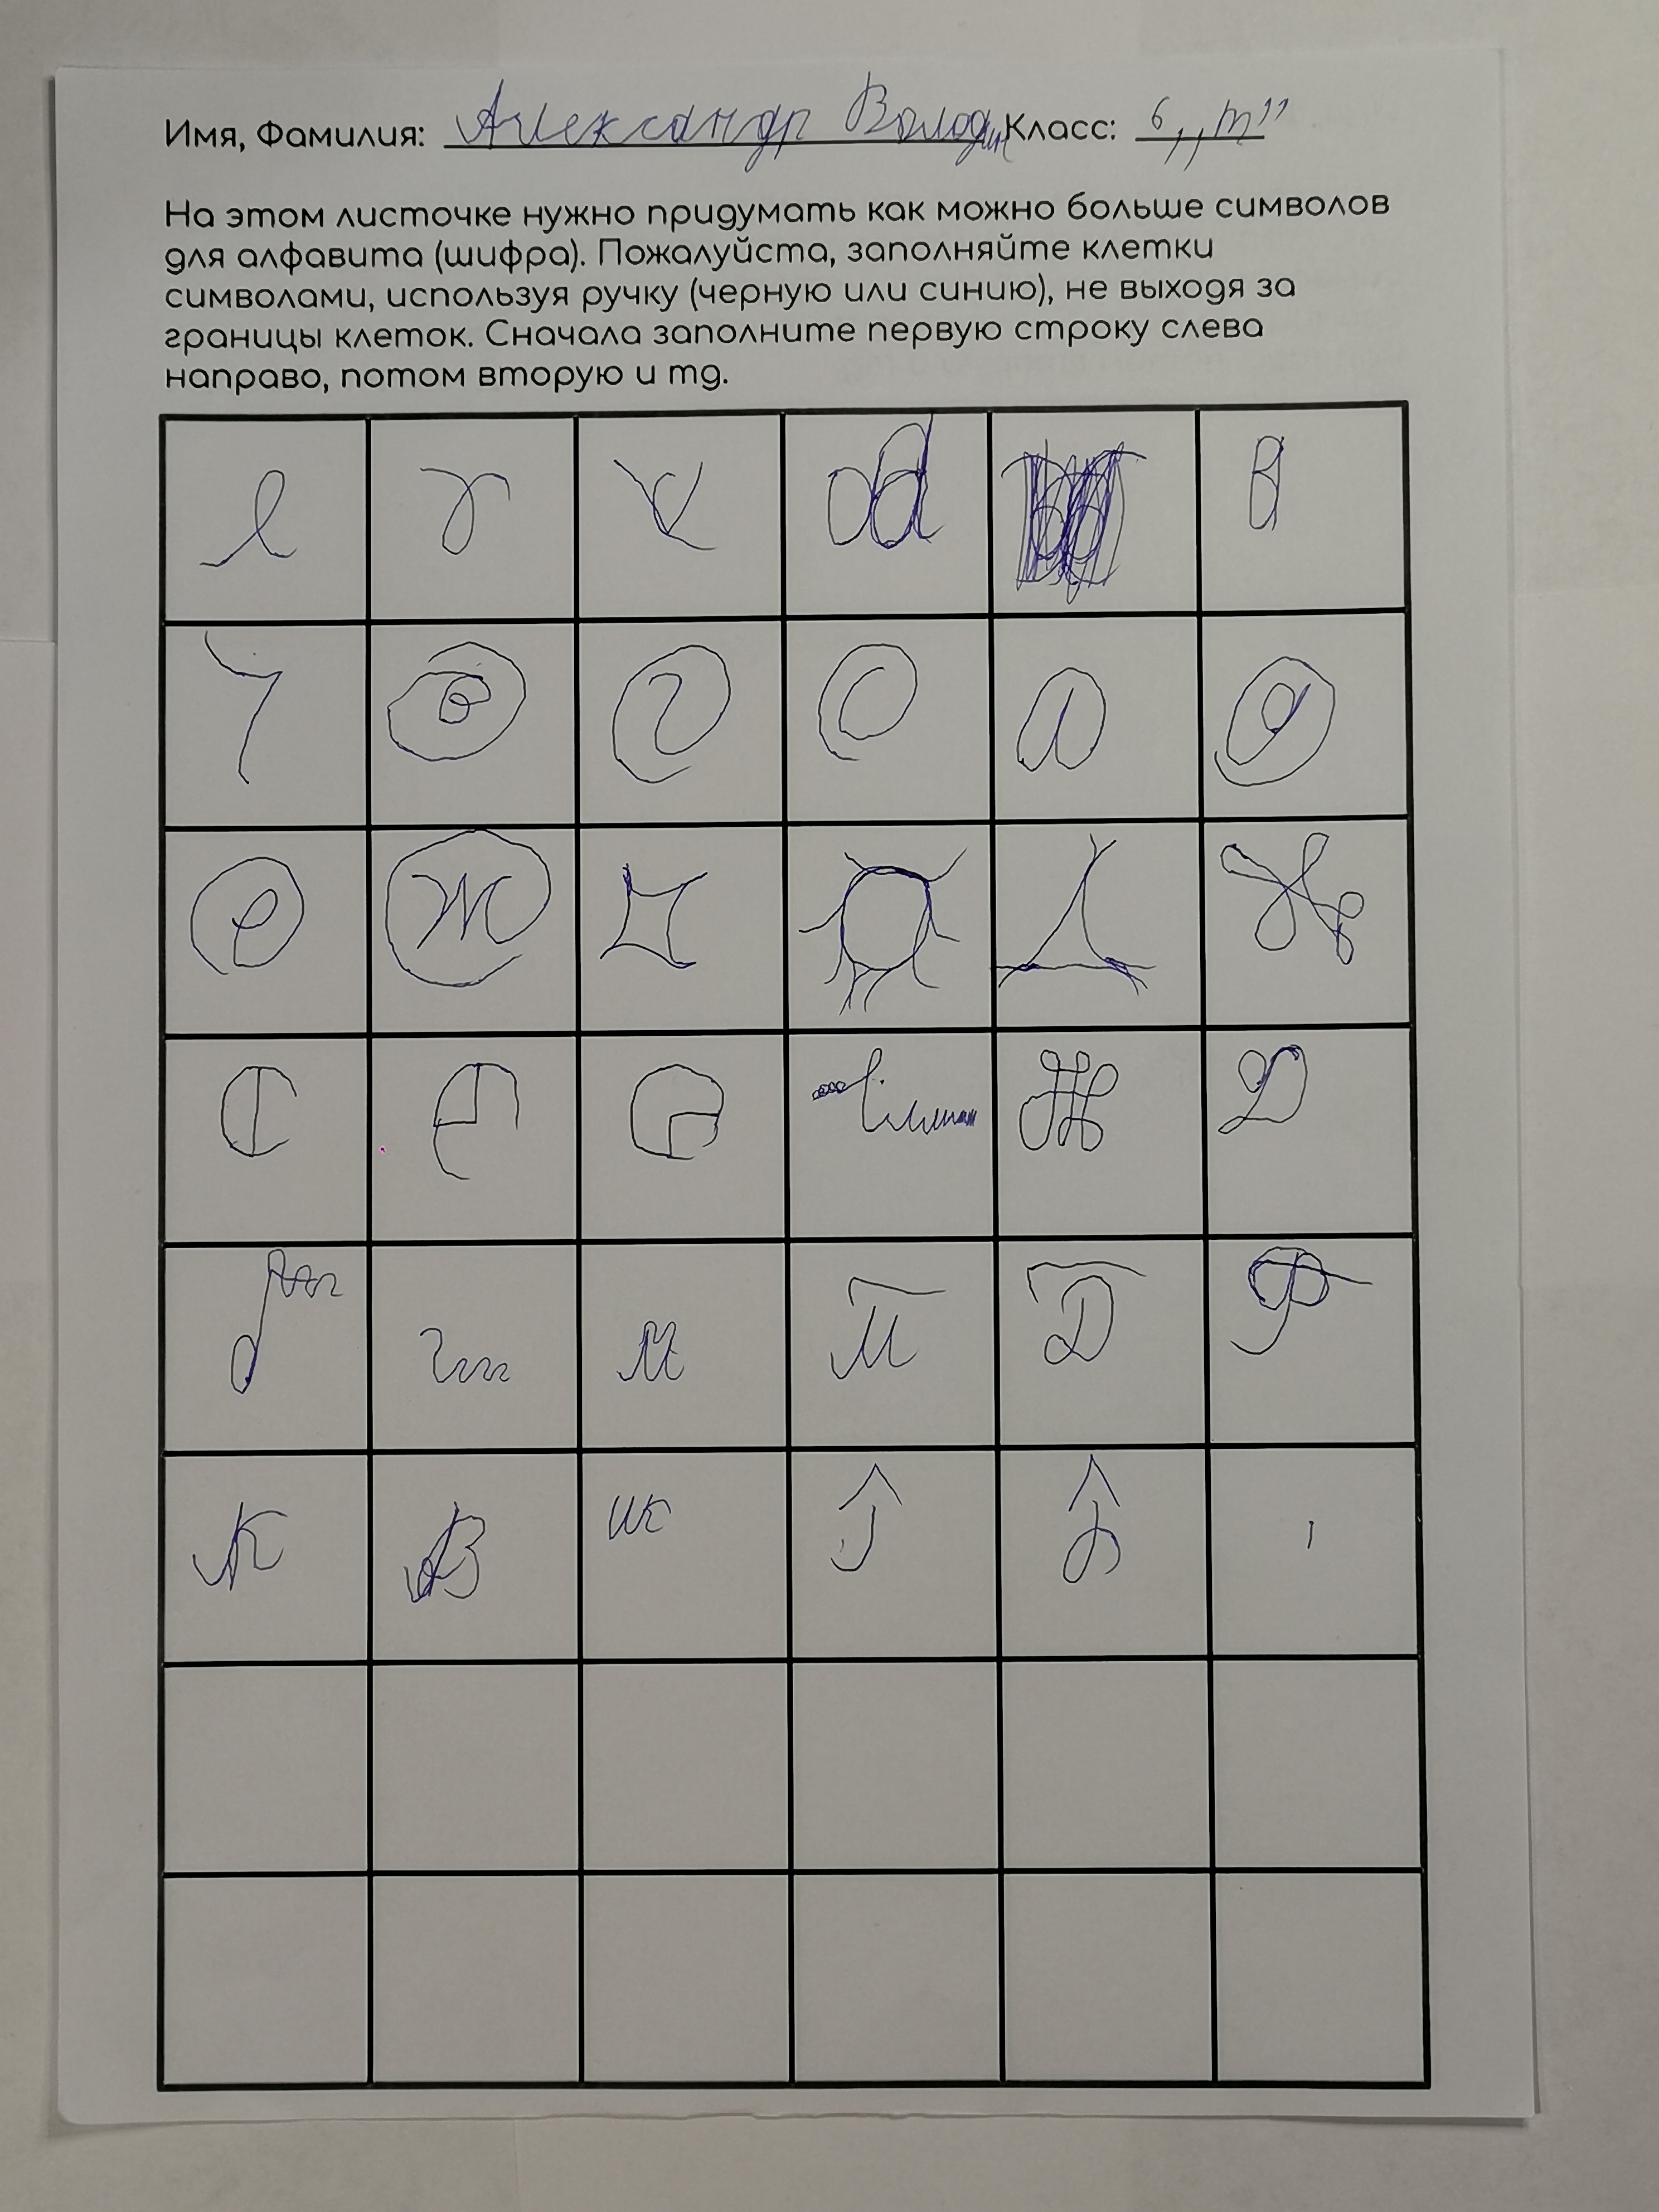 Имя, Фамилия: Александр Володин Класс: 6 „т”
На этом листочке нужно придумать как можно больше символов
для алфавита (шифра). Пожалуйста, заполняйте клетки
символами, используя ручку (черную или синию), не выходя за
границы клеток. Сначала заполните первую строку слева
направо, потом вторую и тд.